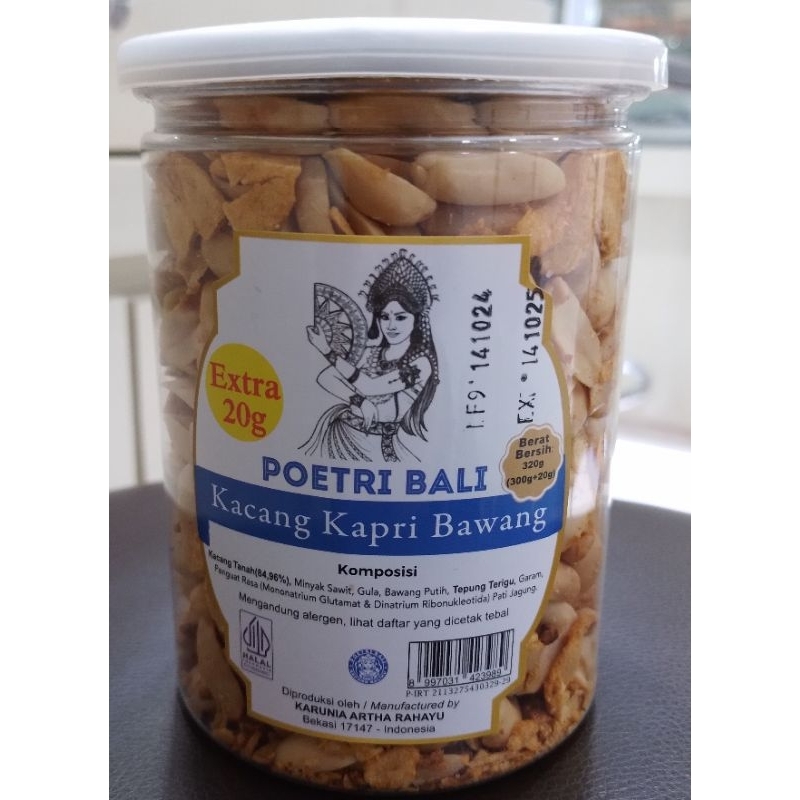 141024
141025
Extra
20g
Berat
Bersih
320g
(300g+20g)
POETRI BALI
Kacang Kapri Bawang
Komposisi
Kacang Tanah(84,96%), Minyak Sawit, Gula, Bawang Putih, Tepung Terigu, Garam,
Penguat Rasa (Mononatrium Glutamat & Dinatrium Ribonukleotida) Pati Jagung.
Mengandung alergen, lihat daftar yang dicetak tebal
HALAL
INDONESIA
8 997031 423989
P-IRT 2113275430329-29
Diproduksi oleh / Manufactured by
KARUNIA ARTHA RAHAYU
Bekasi 17147 - Indonesia